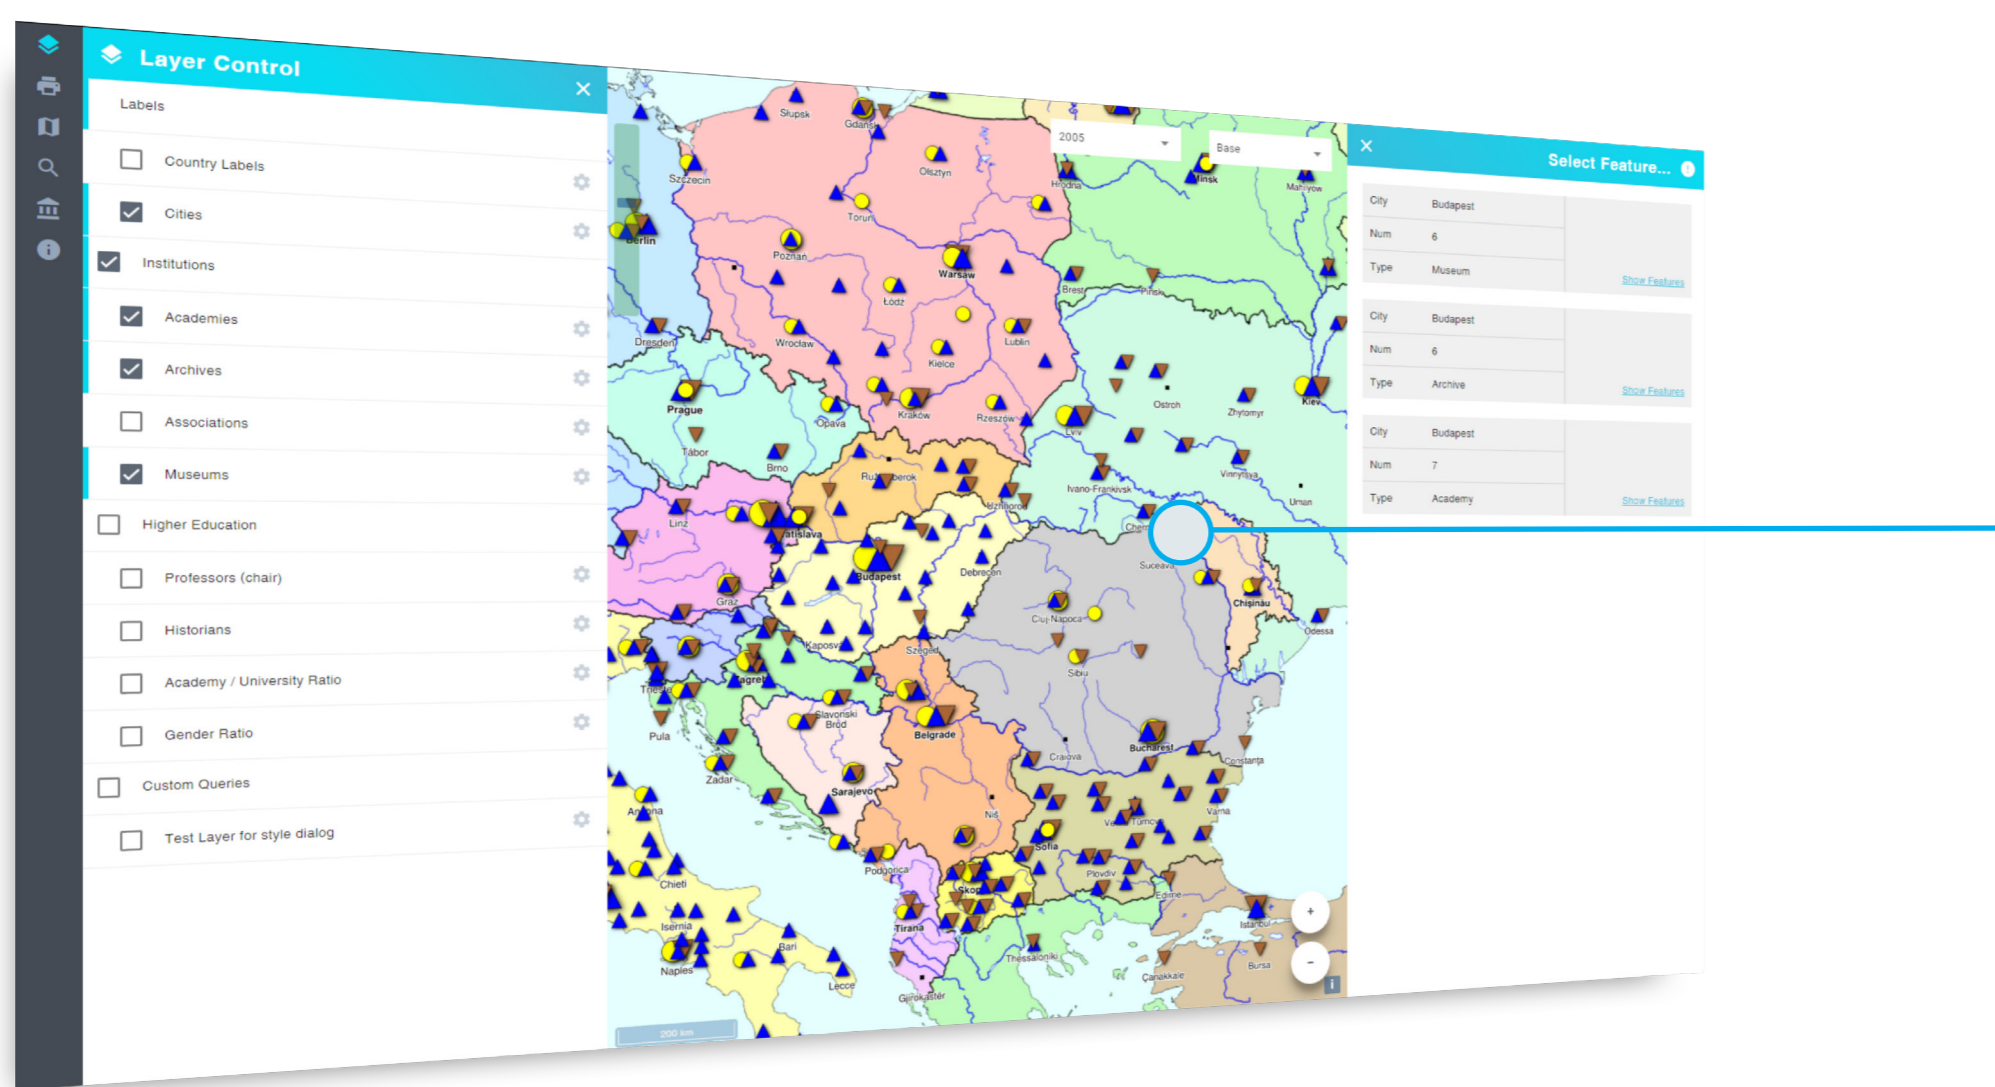 Layer Control
Labels
Country Labels
Cities
Institutions
Academies
Archives
Associations
Museums
Higher Education
Professors (chair)
Historians
Academy / University Ratio
Gender Ratio
Custom Queries
Test Layer for style dialog
2005
Base
Słupsk
Gdańsk
Szczecin
Olsztyn
Hrodna
Minsk
Mahilyow
Toruń
Berlin
Poznań
Warsaw
Brest
Pinsk
Łódź
Dresden
Wrocław
Lublin
Kielce
Prague
Opava
Kraków
Rzeszów
Lviv
Ostroh
Zhytomyr
Kiev
Tábor
Brno
Vinnytsya
Ivano-Frankivsk
Uman
Uzhhorod
Linz
Suceava
Budapest
Debrecen
Graz
Cluj-Napoca
Chişinău
Odessa
Szeged
Sibiu
Trieste
Pula
Slavonski
Brod
Belgrade
Craiova
Bucharest
Constanţa
Zadar
Sarajevo
Niš
Varna
Sofia
Podgorica
Plovdiv
Edirne
Chieti
Tirana
Isernia
Istanbul
Bari
Naples
Thessaloniki
Çanakkale
Bursa
Lecce
Gjirokastër
200 km
+
-
i
Select Feature...
City Budapest
Num 6
Type Museum
Show Features
City Budapest
Num 6
Type Archive
Show Features
City Budapest
Num 7
Type Academy
Show Features